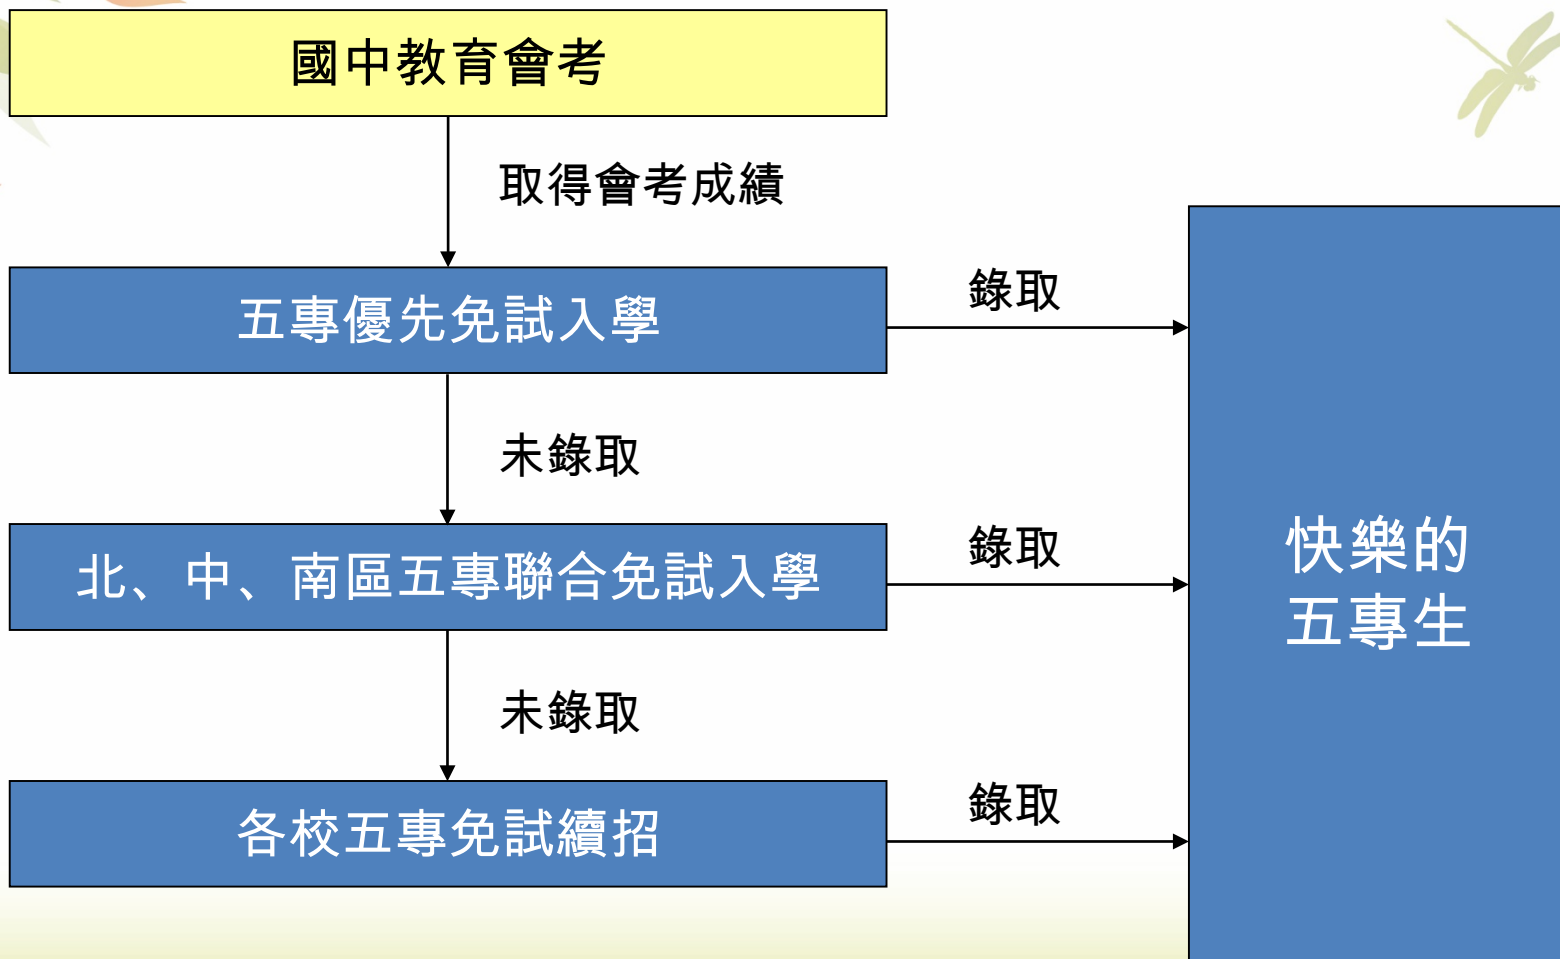 國中教育會考
取得會考成績
五專優先免試入學
錄取
未錄取
北、中、南區五專聯合免試入學
錄取
未錄取
各校五專免試續招
錄取
快樂的
五專生